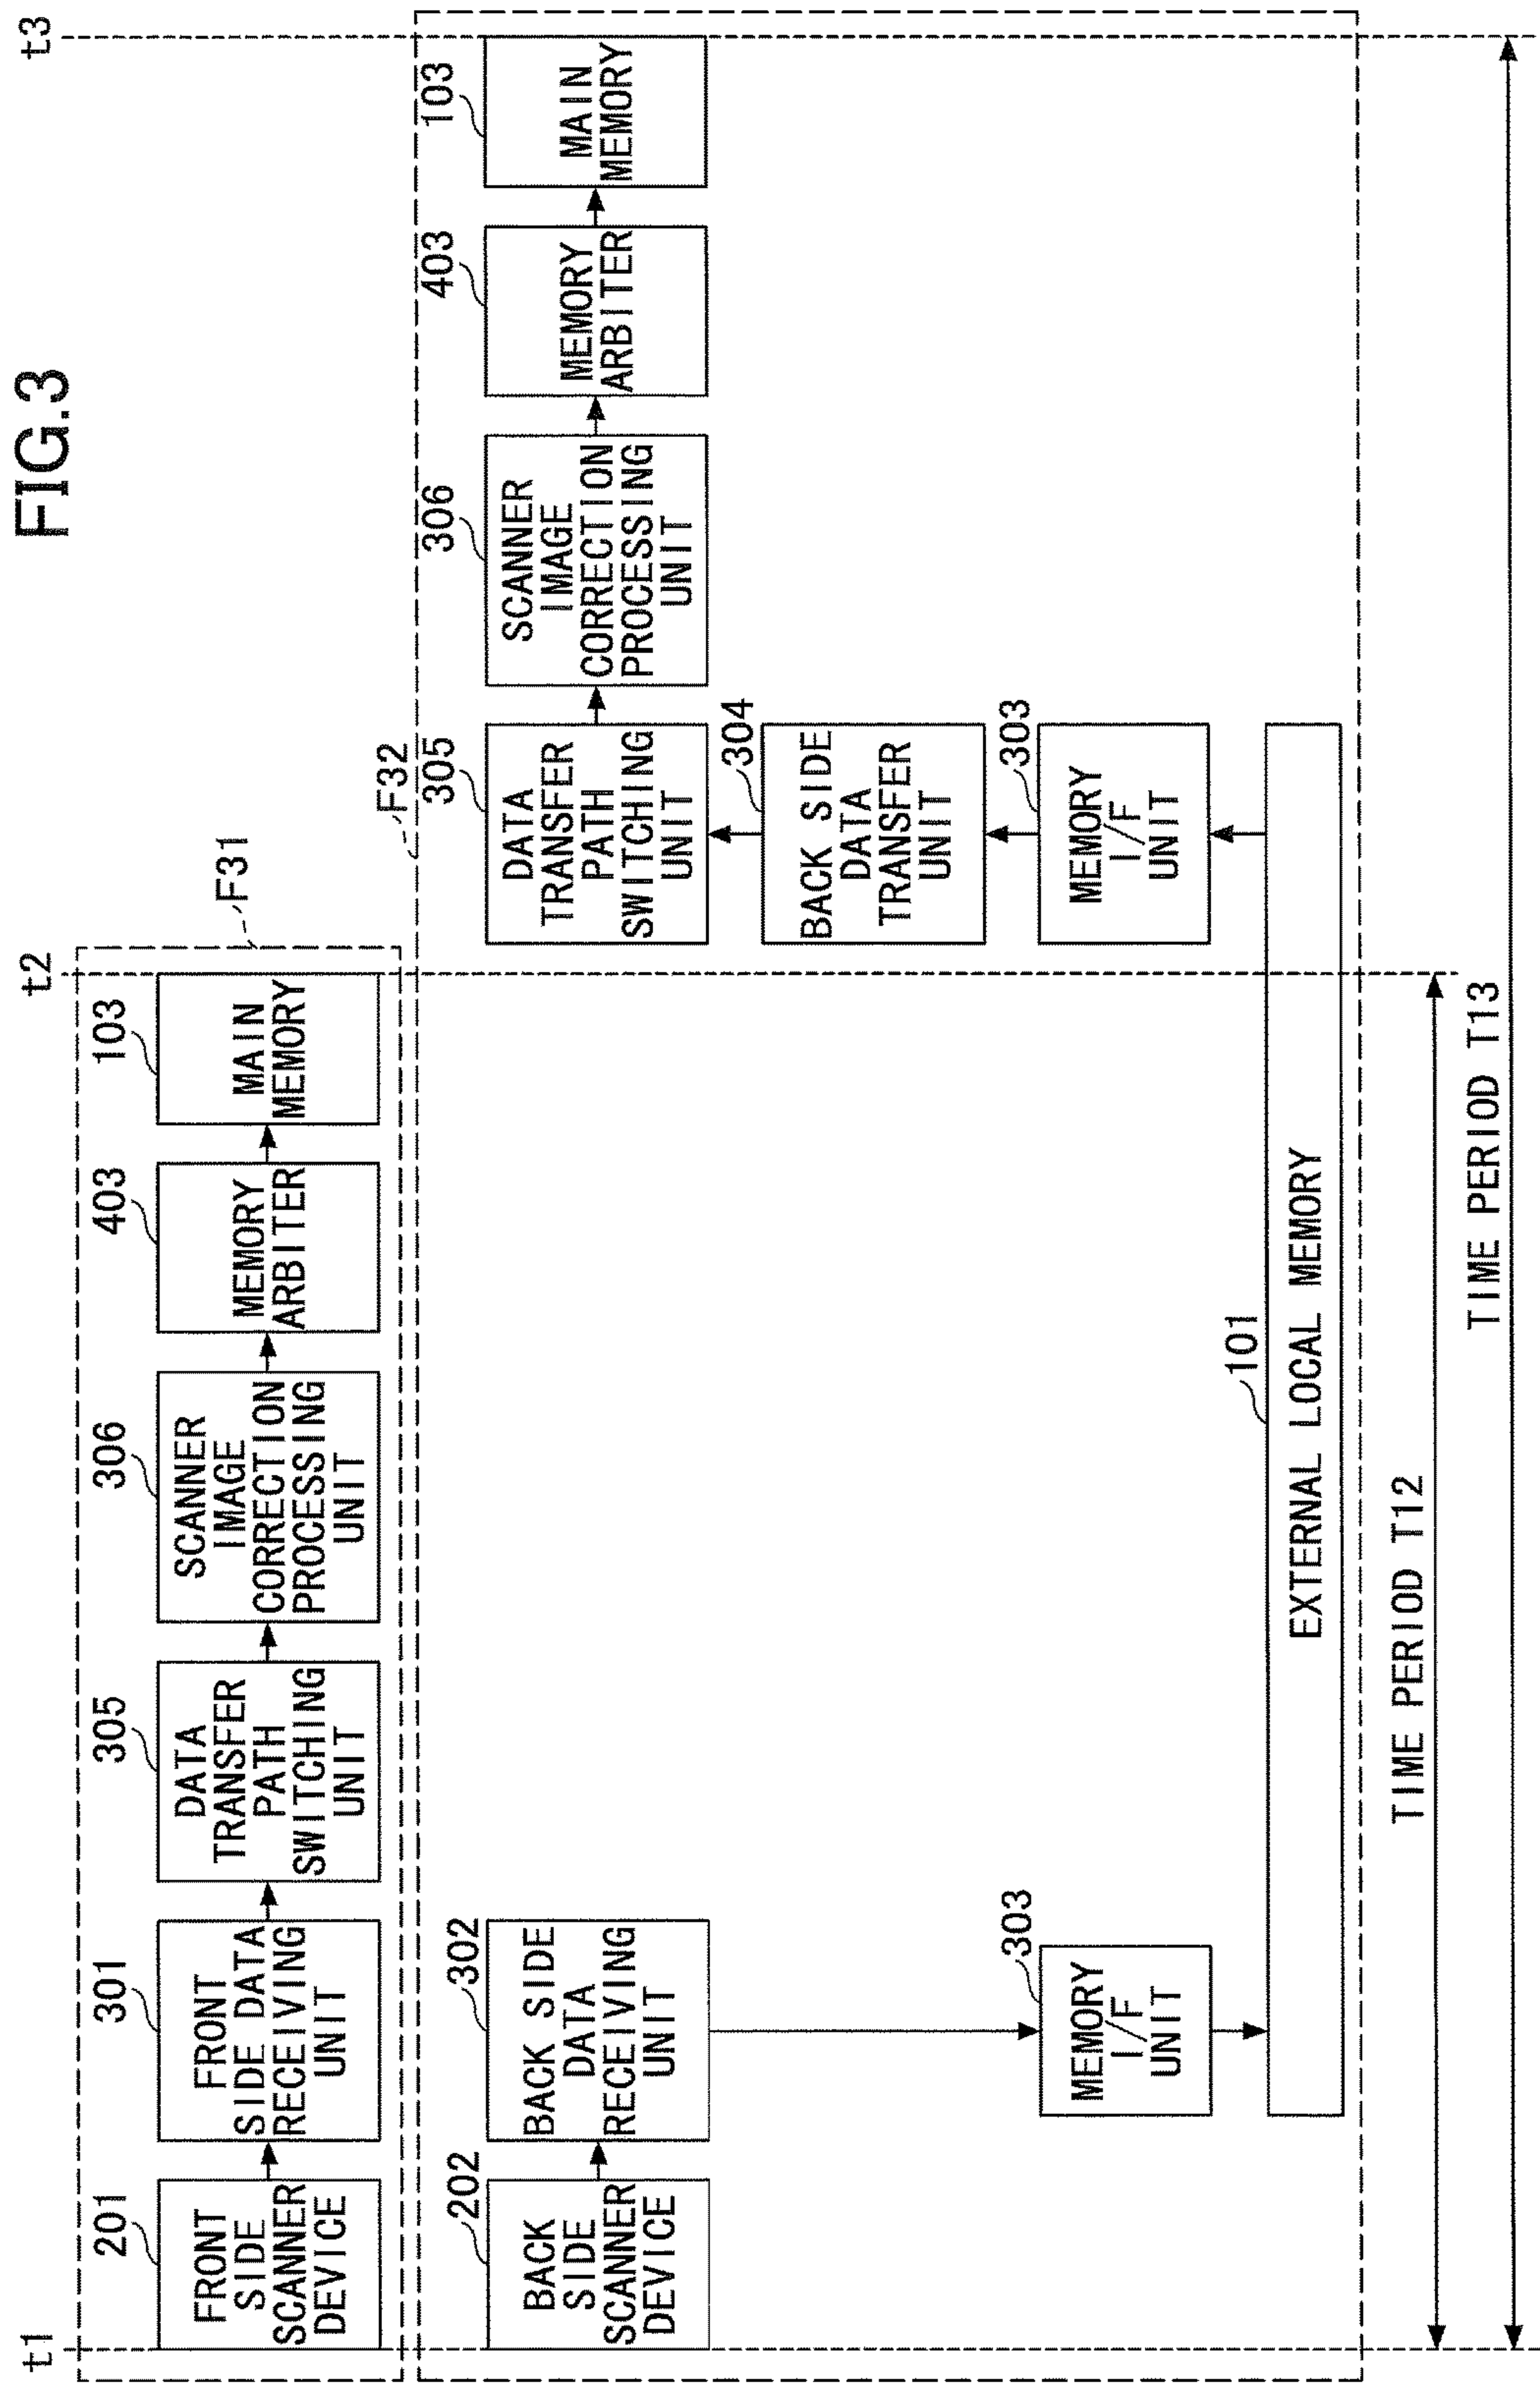 FIG.3
t1
t2
t3
F31
201
FRONT
SIDE
SCANNER
DEVICE
301
FRONT
SIDE DATA
RECEIVING
UNIT
305
DATA
TRANSFER
PATH
SWITCHING
UNIT
306
SCANNER
IMAGE
CORRECTION
PROCESSING
UNIT
403
MEMORY
ARBITER
103
MAIN
MEMORY
F32
202
BACK
SIDE
SCANNER
DEVICE
302
BACK SIDE
DATA
RECEIVING
UNIT
305
DATA
TRANSFER
PATH
SWITCHING
UNIT
306
SCANNER
IMAGE
CORRECTION
PROCESSING
UNIT
403
MEMORY
ARBITER
103
MAIN
MEMORY
304
BACK SIDE
DATA
TRANSFER
UNIT
303
MEMORY
I/F
UNIT
303
MEMORY
I/F
UNIT
101
EXTERNAL LOCAL MEMORY
TIME PERIOD T12
TIME PERIOD T13